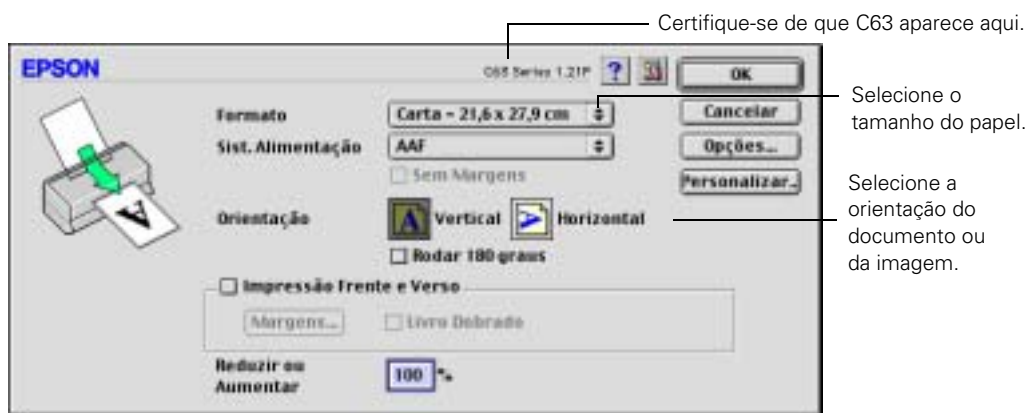 Certifique-se de que C63 aparece aqui.
EPSON
C63 Series 1.21P
?
OK
Formato
Carta - 21,6 x 27,9 cm
Cancelar
Selecione o
tamanho do papel.
Sist. Alimentação
AAF
Opções...
Sem Margens
Personalizar...
Selecione a
orientação do
documento ou
da imagem.
Orientação
Vertical
Horizontal
Rodar 180 graus
Impressão Frente e Verso
Margens...
Livro Dobrado
Reduzir ou
Aumentar
100 %